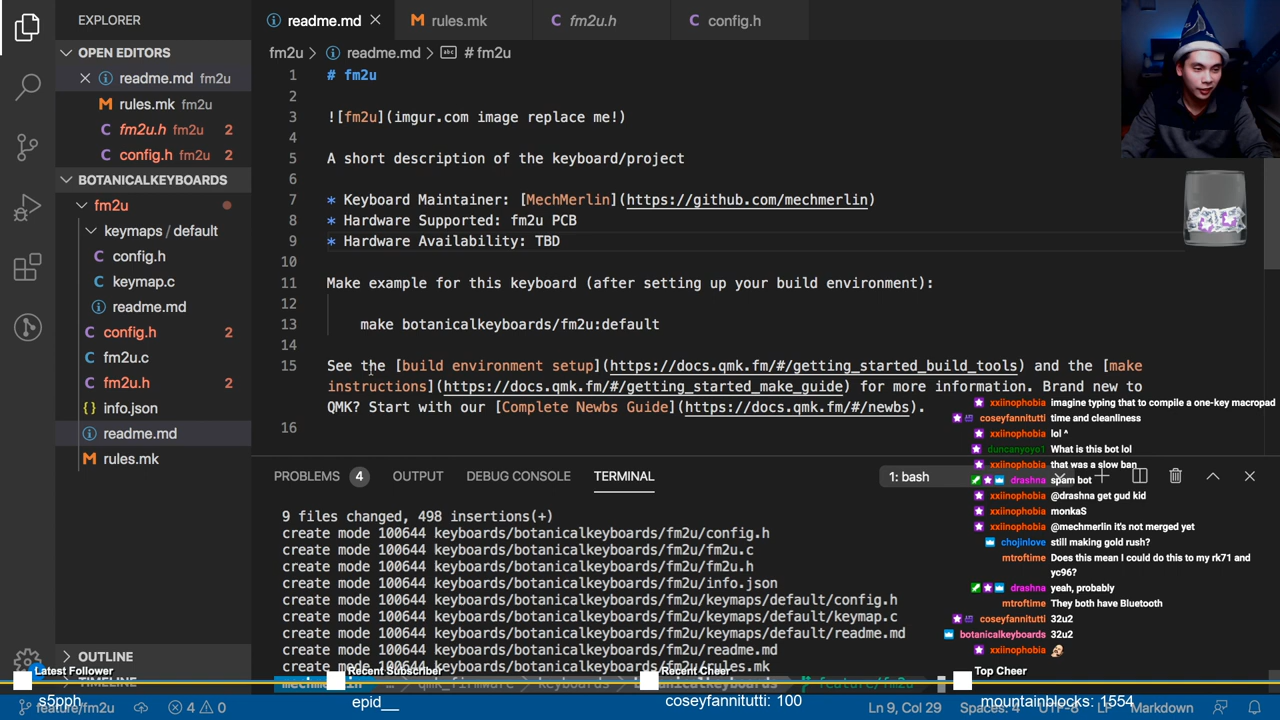 EXPLORER
OPEN EDITORS
readme.md fm2u
rules.mk fm2u
fm2u.h fm2u 2
config.h fm2u 2
BOTANICALKEYBOARDS
fm2u
keymaps / default
config.h
keymap.c
readme.md
config.h 2
fm2u.c
fm2u.h 2
info.json
readme.md
rules.mk
OUTLINE
readme.md
rules.mk
fm2u.h
config.h
fm2u > readme.md > # fm2u
1 # fm2u
2
3 ![fm2u](imgur.com image replace me!)
4
5 A short description of the keyboard/project
6
7 * Keyboard Maintainer: [MechMerlin](https://github.com/mechmerlin)
8 * Hardware Supported: fm2u PCB
9 * Hardware Availability: TBD
10
11 Make example for this keyboard (after setting up your build environment):
12
13 make botanicalkeyboards/fm2u:default
14
15 See the [build environment setup](https://docs.qmk.fm/#/getting_started_build_tools) and the [make
instructions](https://docs.qmk.fm/#/getting_started_make_guide) for more information. Brand new to
QMK? Start with our [Complete Newbs Guide](https://docs.qmk.fm/#/newbs).
16
PROBLEMS 4 OUTPUT DEBUG CONSOLE TERMINAL
1: bash
9 files changed, 498 insertions(+)
create mode 100644 keyboards/botanicalkeyboards/fm2u/config.h
create mode 100644 keyboards/botanicalkeyboards/fm2u/fm2u.c
create mode 100644 keyboards/botanicalkeyboards/fm2u/fm2u.h
create mode 100644 keyboards/botanicalkeyboards/fm2u/info.json
create mode 100644 keyboards/botanicalkeyboards/fm2u/keymaps/default/config.h
create mode 100644 keyboards/botanicalkeyboards/fm2u/keymaps/default/keymap.c
create mode 100644 keyboards/botanicalkeyboards/fm2u/keymaps/default/readme.md
create mode 100644 keyboards/botanicalkeyboards/fm2u/readme.md
create mode 100644 keyboards/botanicalkeyboards/fm2u/rules.mk
xxiinophobia imagine typing that to compile a one-key macropad
coseyfannitutti time and cleanliness
xxiinophobia lol ^
duncanyoyo1 What is this bot lol
xxiinophobia that was a slow ban
drashna spam bot
xxiinophobia @drashna get gud kid
xxiinophobia monkaS
xxiinophobia @mechmerlin it's not merged yet
chojinlove still making gold rush?
mtroftime Does this mean I could do this to my rk71 and
yc96?
drashna yeah, probably
mtroftime They both have Bluetooth
coseyfannitutti 32u2
botanicalkeyboards 32u2
xxiinophobia
Latest Follower
s5pph
Recent Subscriber
epid__
Recent Cheer
coseyfannitutti: 100
Top Cheer
mountainblocks: 1554
feature/fm2u 4 0
Ln 9, Col 29 Spaces: 4 UTF-8 LF Markdown